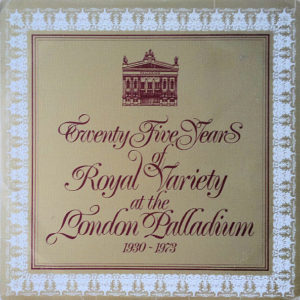 Twenty Five Years
of
Royal Variety
at the
London Palladium
1930 - 1973